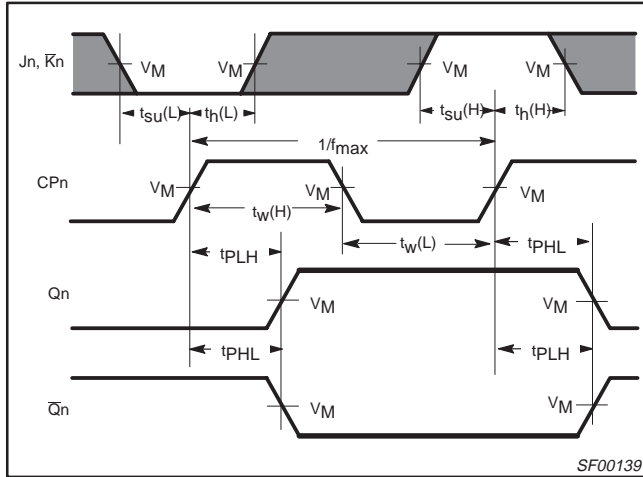 Jn, K̅n
VM VM VM VM
tsu(L) th(L) tsu(H) th(H)
1/fmax
CPn
VM VM VM
tw(H)
tw(L)
tPLH tPHL
Qn
VM VM
tPHL tPLH
Q̅n
VM VM
SF00139